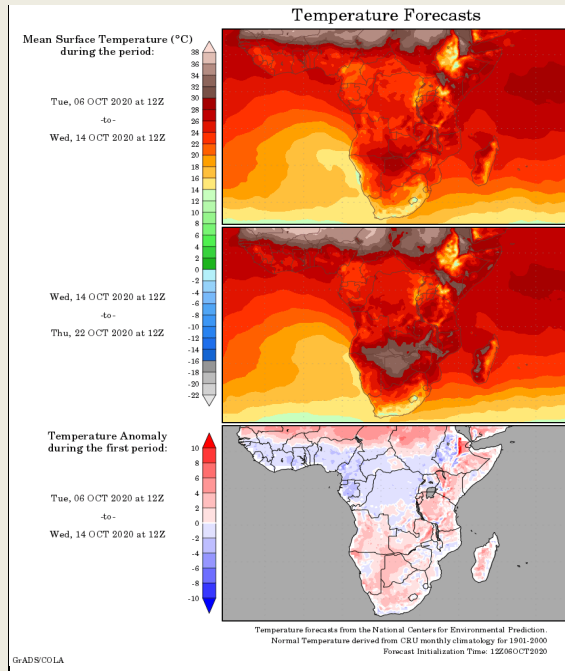 Temperature Forecasts
Mean Surface Temperature (°C)
during the period:
Tue, 06 OCT 2020 at 12Z
-to-
Wed, 14 OCT 2020 at 12Z
38
36
34
32
30
28
26
24
22
20
18
16
14
12
10
8
6
4
2
0
-2
-4
-6
-8
-10
-12
-14
-16
-18
-20
-22
Wed, 14 OCT 2020 at 12Z
-to-
Thu, 22 OCT 2020 at 12Z
Temperature Anomaly
during the first period:
Tue, 06 OCT 2020 at 12Z
-to-
Wed, 14 OCT 2020 at 12Z
10
8
6
4
2
0
-2
-4
-6
-8
-10
Temperature forecasts from the National Centers for Environmental Prediction.
Normal Temperature derived from CRU monthly climatology for 1901-2000
Forecast Initialization Time: 12Z06OCT2020
GrADS/COLA